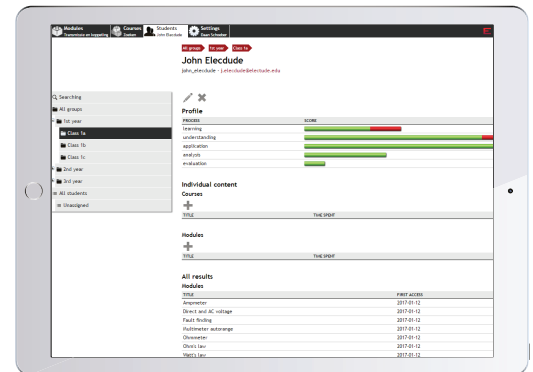 Modules
Transmissie en koppeling
Courses
Zoeken
Students
John Elecdude
Settings
Daan Schoeber
All groups
1st year
Class 1a
John Elecdude
john_elecdude - j.elecdude@electude.edu
Searching
All groups
1st year
Class 1a
Class 1b
Class 1c
2nd year
3rd year
All students
Unassigned
Profile
PROCESS SCORE
learning
understanding
application
analysis
evaluation
Individual content
Courses
TITLE TIME SPENT
Modules
TITLE TIME SPENT
All results
Modules
TITLE FIRST ACCESS
Ampmeter 2017-01-12
Direct and AC voltage 2017-01-12
Fault finding 2017-01-12
Multimeter autorange 2017-01-12
Ohmmeter 2017-01-12
Ohm's law 2017-01-12
Watt's law 2017-01-12